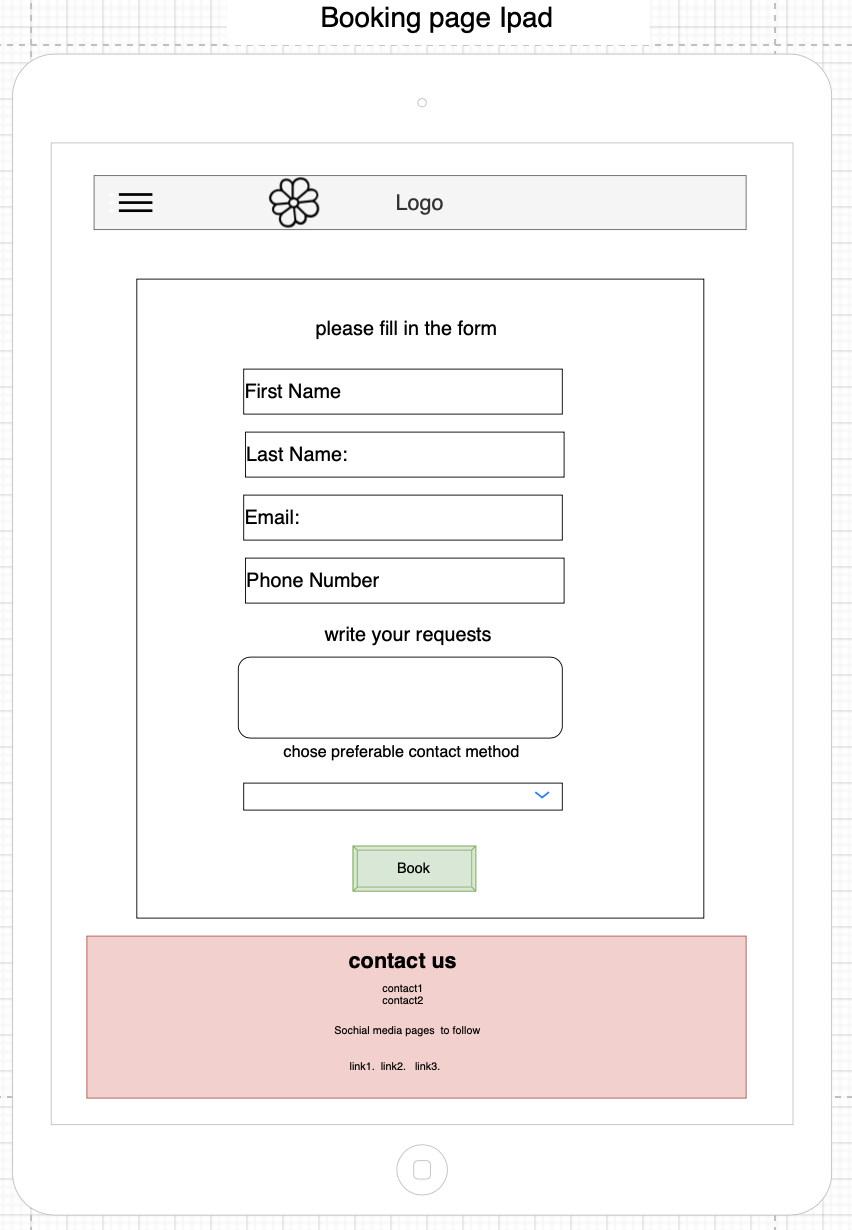 Booking page Ipad
Logo
please fill in the form
First Name
Last Name:
Email:
Phone Number
write your requests
chose preferable contact method
Book
contact us
contact1
contact2
Sochial media pages  to follow
link1.  link2.   link3.